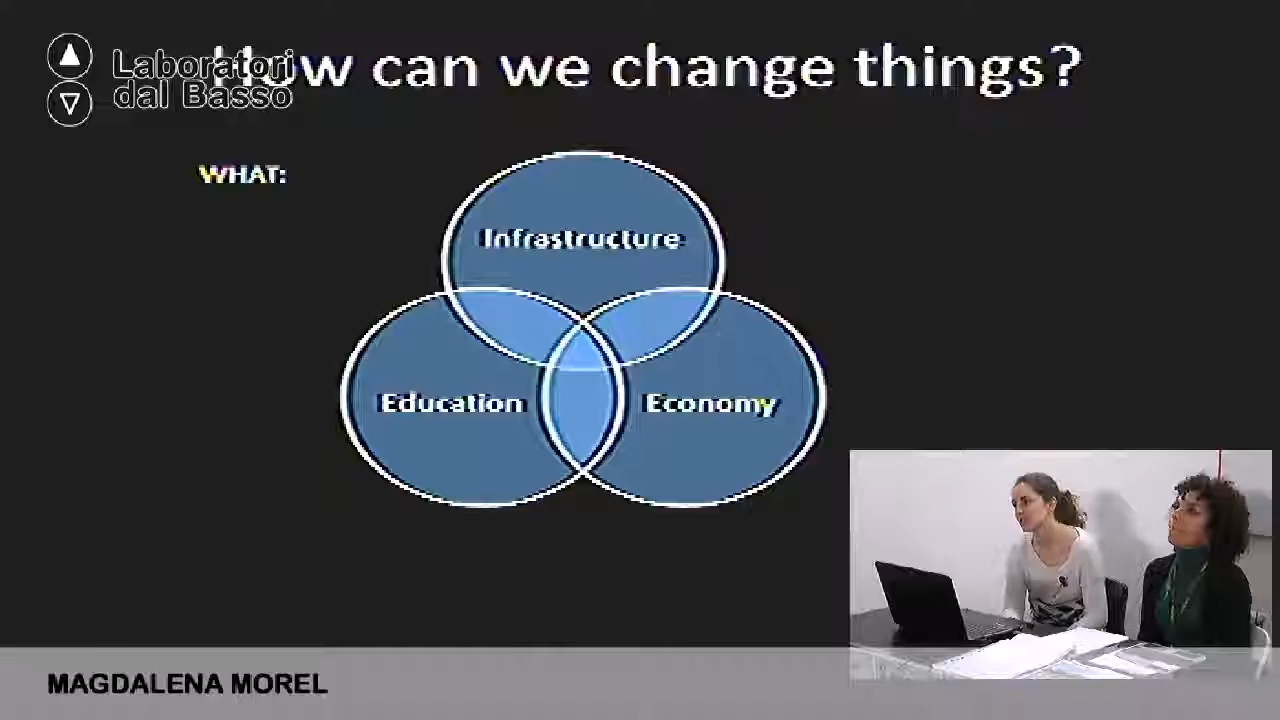 How can we change things?
Laboratori
dal Basso
WHAT:
Infrastructure
Education
Economy
MAGDALENA MOREL